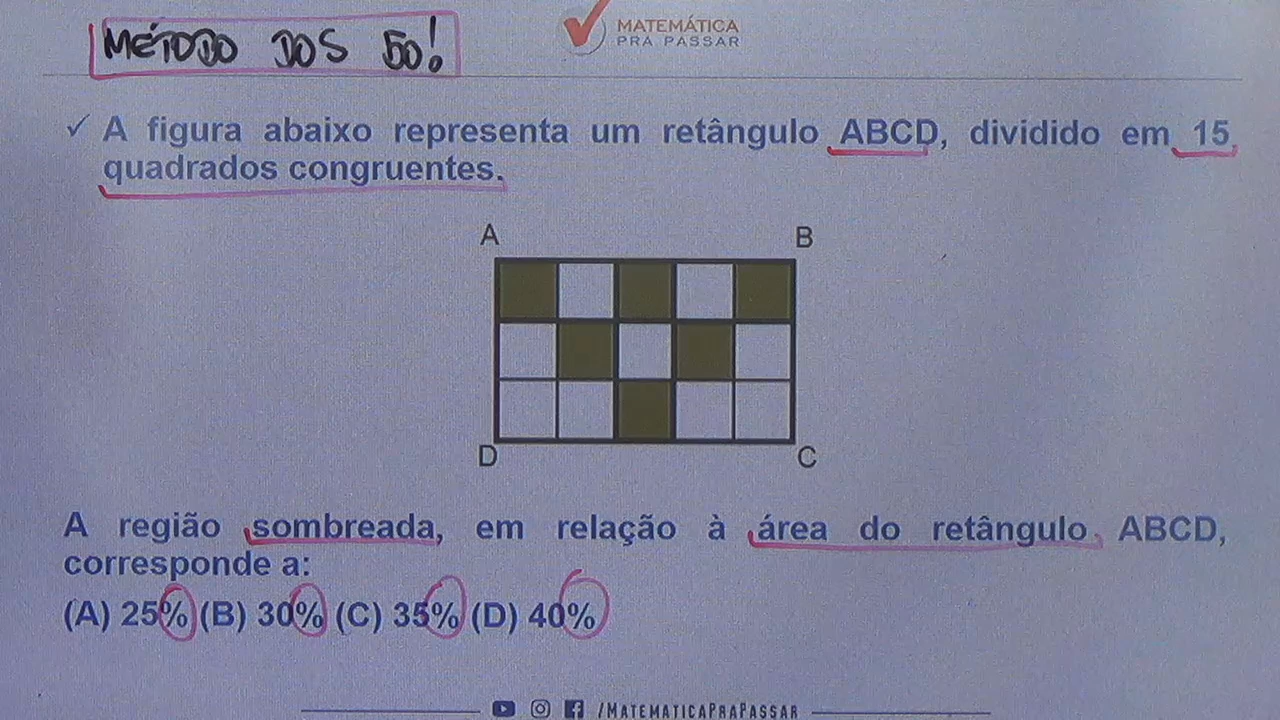 MÉTODO DOS 50!
MATEMÁTICA
PRA PASSAR
✓ A figura abaixo representa um retângulo ABCD, dividido em 15
quadrados congruentes.
A B
D C
A região sombreada, em relação à área do retângulo ABCD,
corresponde a:
(A) 25% (B) 30% (C) 35% (D) 40%
/MATEMATICAPRAPASSAR